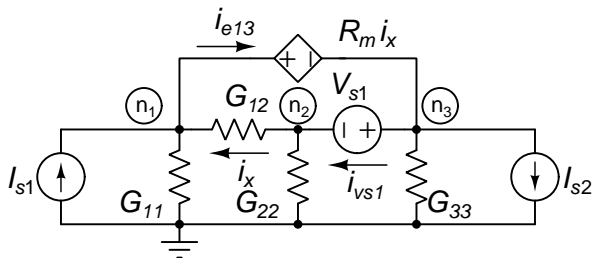 i_e13 R_m i_x
V_s1
n_1 G_12 n_2 n_3
− +
I_s1 i_x i_vs1 I_s2
G_11 G_22 G_33
+ −